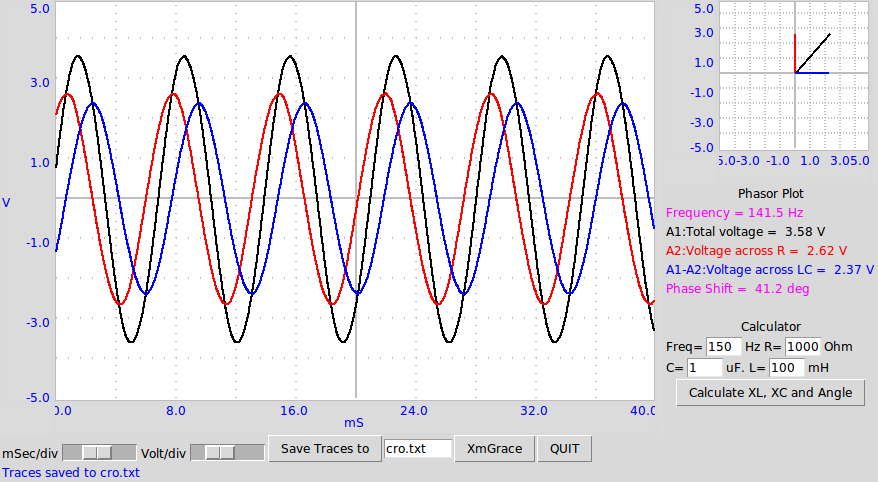 5.0
3.0
1.0
V
-1.0
-3.0
-5.0
0.0 8.0 16.0 24.0 32.0 40.0
mS
5.0
3.0
1.0
-1.0
-3.0
-5.0
5.0-3.0 -1.0 1.0 3.05.0
Phasor Plot
Frequency = 141.5 Hz
A1:Total voltage = 3.58 V
A2:Voltage across R = 2.62 V
A1-A2:Voltage across LC = 2.37 V
Phase Shift = 41.2 deg
Calculator
Freq= 150 Hz R= 1000 Ohm
C= 1 uF. L= 100 mH
Calculate XL, XC and Angle
mSec/div Volt/div Save Traces to cro.txt XmGrace QUIT
Traces saved to cro.txt